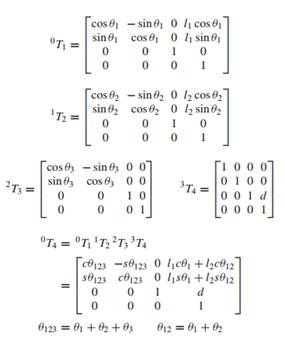 ⁰T₁ = [cos θ₁ − sin θ₁ 0 l₁ cos θ₁
sin θ₁ cos θ₁ 0 l₁ sin θ₁
0 0 1 0
0 0 0 1]
¹T₂ = [cos θ₂ − sin θ₂ 0 l₂ cos θ₂
sin θ₂ cos θ₂ 0 l₂ sin θ₂
0 0 1 0
0 0 0 1]
²T₃ = [cos θ₃ − sin θ₃ 0 0
sin θ₃ cos θ₃ 0 0
0 0 1 0
0 0 0 1]
³T₄ = [1 0 0 0
0 1 0 0
0 0 1 d
0 0 0 1]
⁰T₄ = ⁰T₁ ¹T₂ ²T₃ ³T₄
= [cθ₁₂₃ −sθ₁₂₃ 0 l₁cθ₁ + l₂cθ₁₂
sθ₁₂₃ cθ₁₂₃ 0 l₁sθ₁ + l₂sθ₁₂
0 0 1 d
0 0 0 1]
θ₁₂₃ = θ₁ + θ₂ + θ₃ θ₁₂ = θ₁ + θ₂